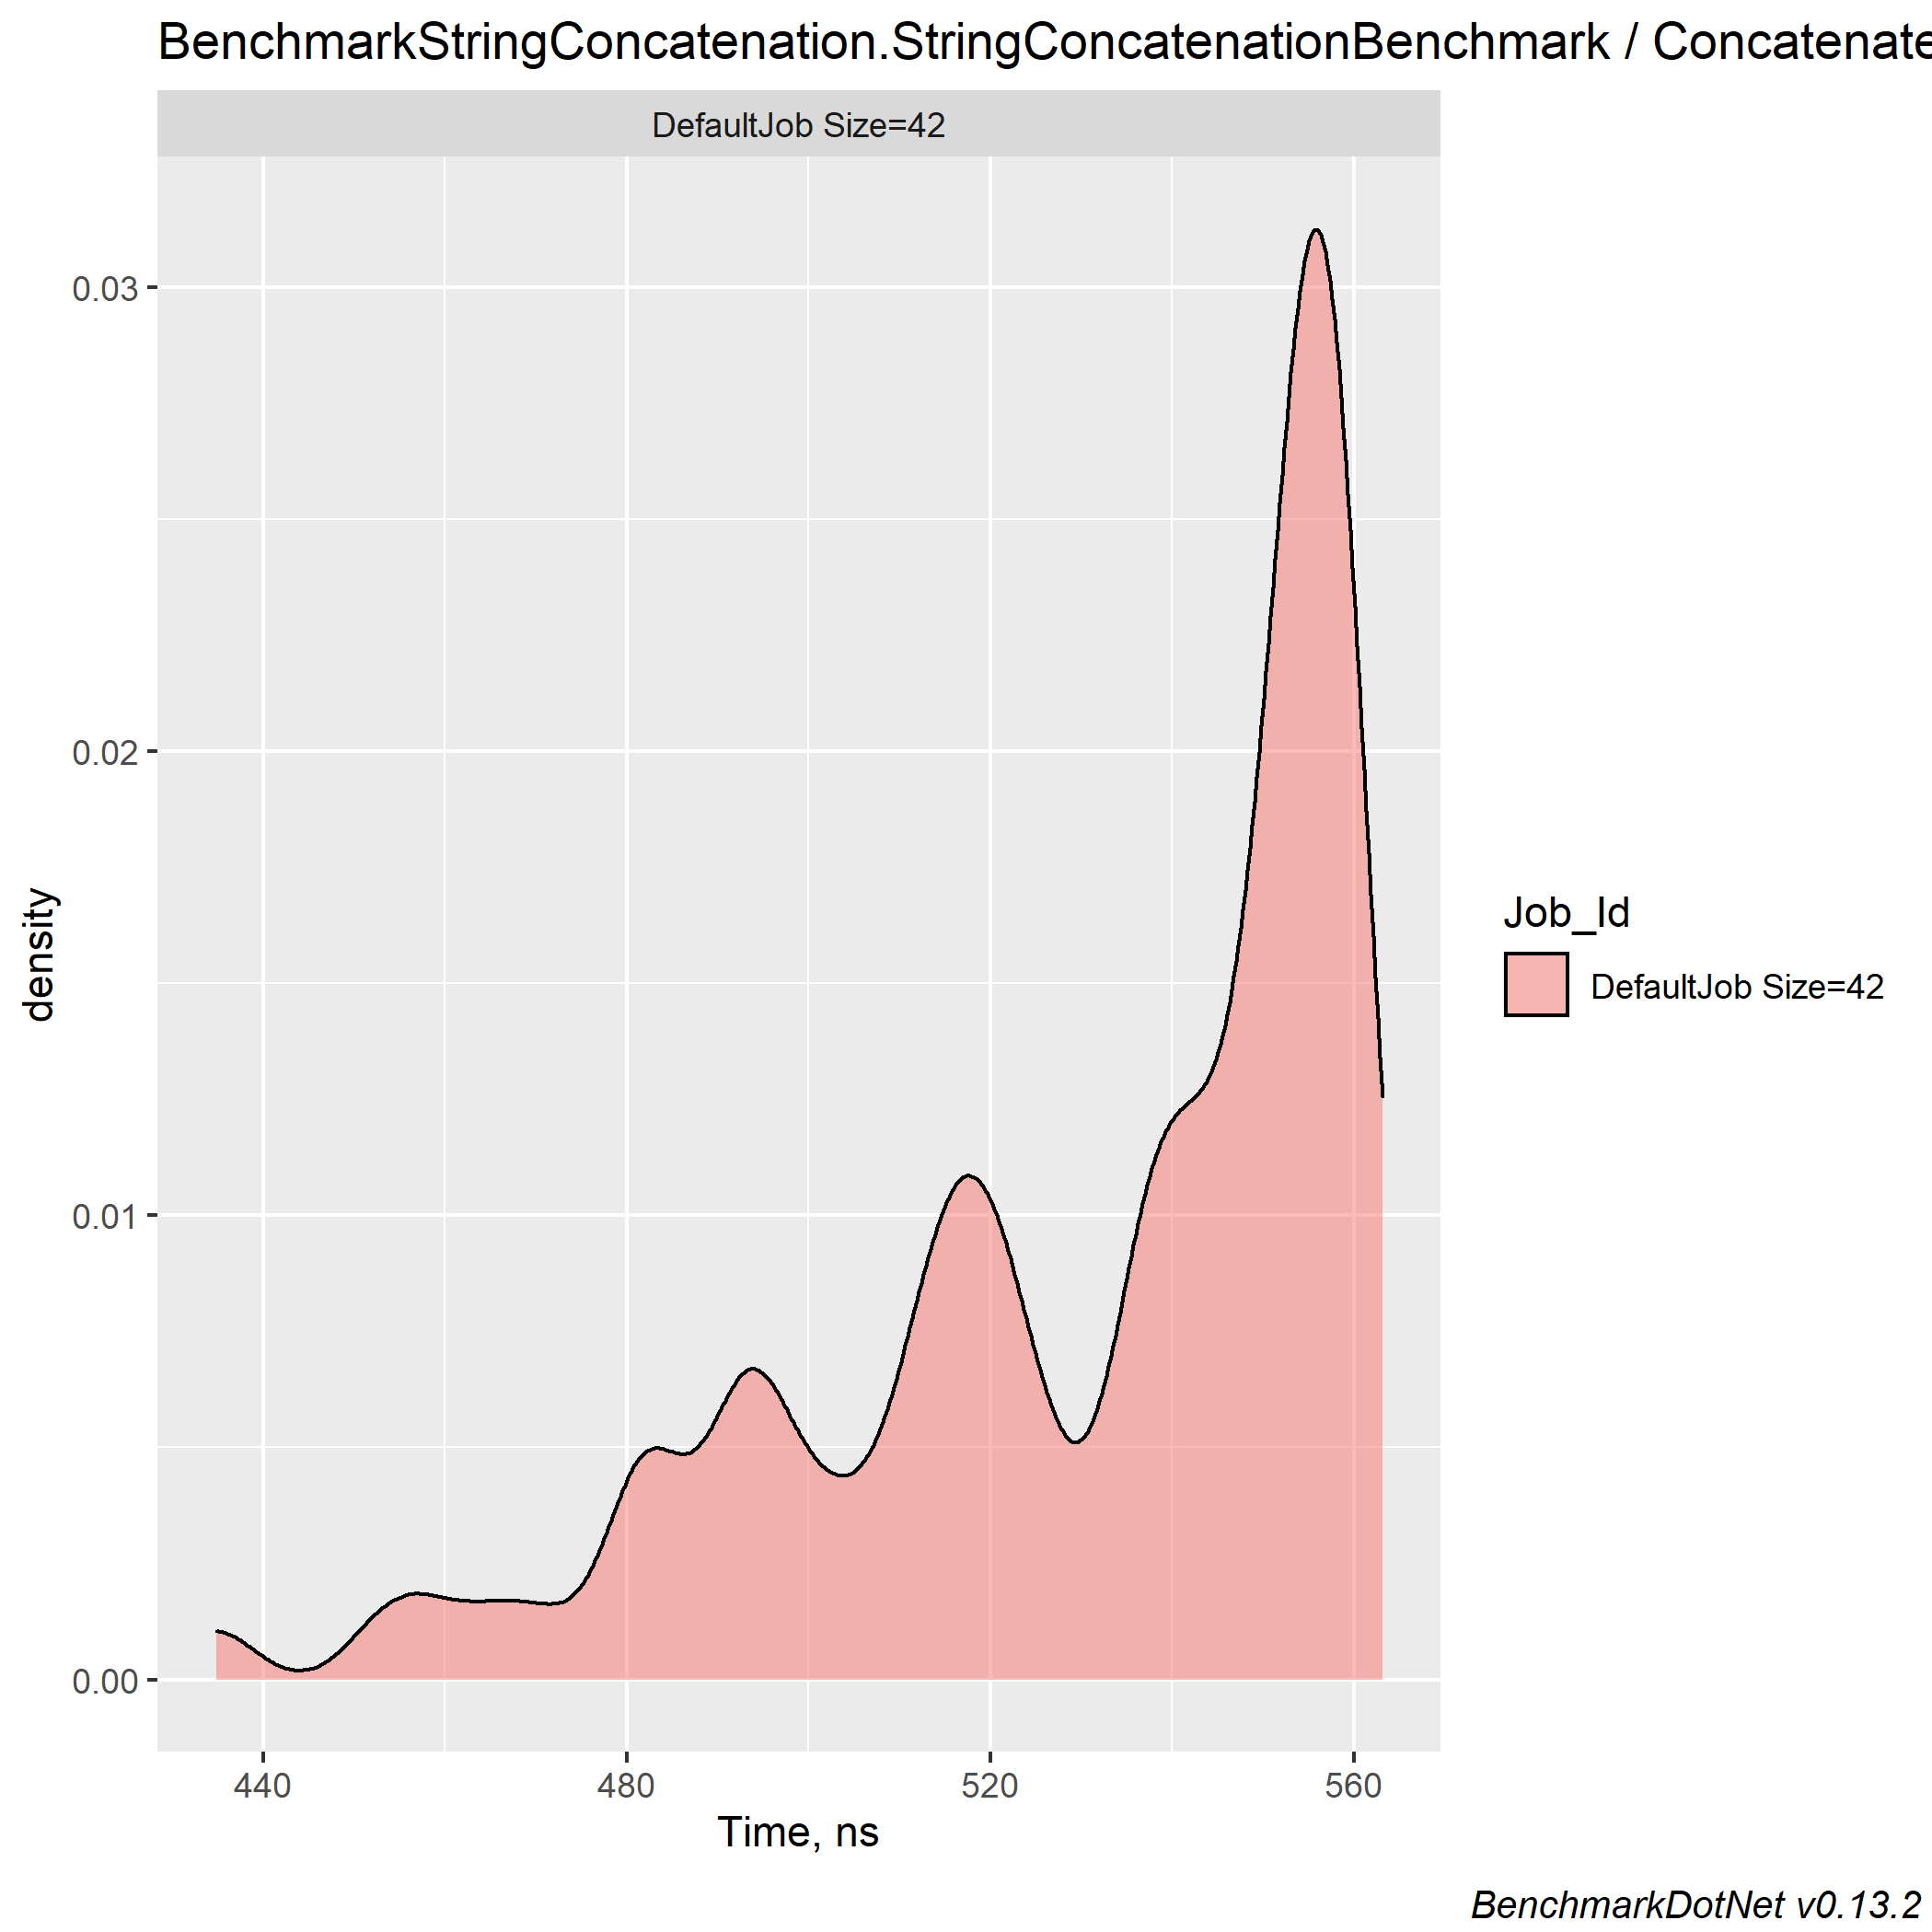 BenchmarkStringConcatenation.StringConcatenationBenchmark / Concatenate
DefaultJob Size=42
0.03
0.02
0.01
0.00
density
440 480 520 560
Time, ns
Job_Id
DefaultJob Size=42
BenchmarkDotNet v0.13.2